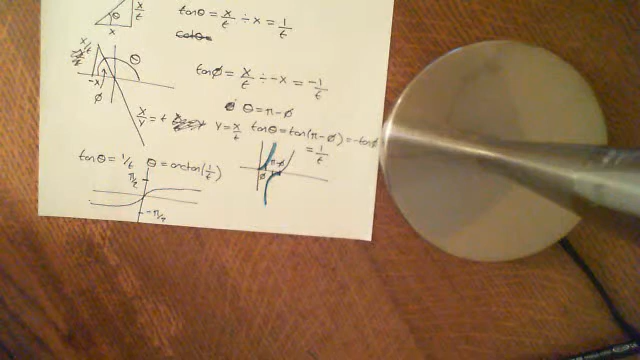 θ x/t tanθ = x/t ÷ x = 1/t
x
cotθ=
x/t θ
-x tanϕ = x/t ÷ -x = -1/t
ϕ
θ = π-ϕ
x/y = t y = x/t tanθ = tan(π-ϕ) = -tanϕ
= 1/t
tanθ = 1/t θ = arctan(1/t)
π/2 ϕ π-ϕ
-π/2